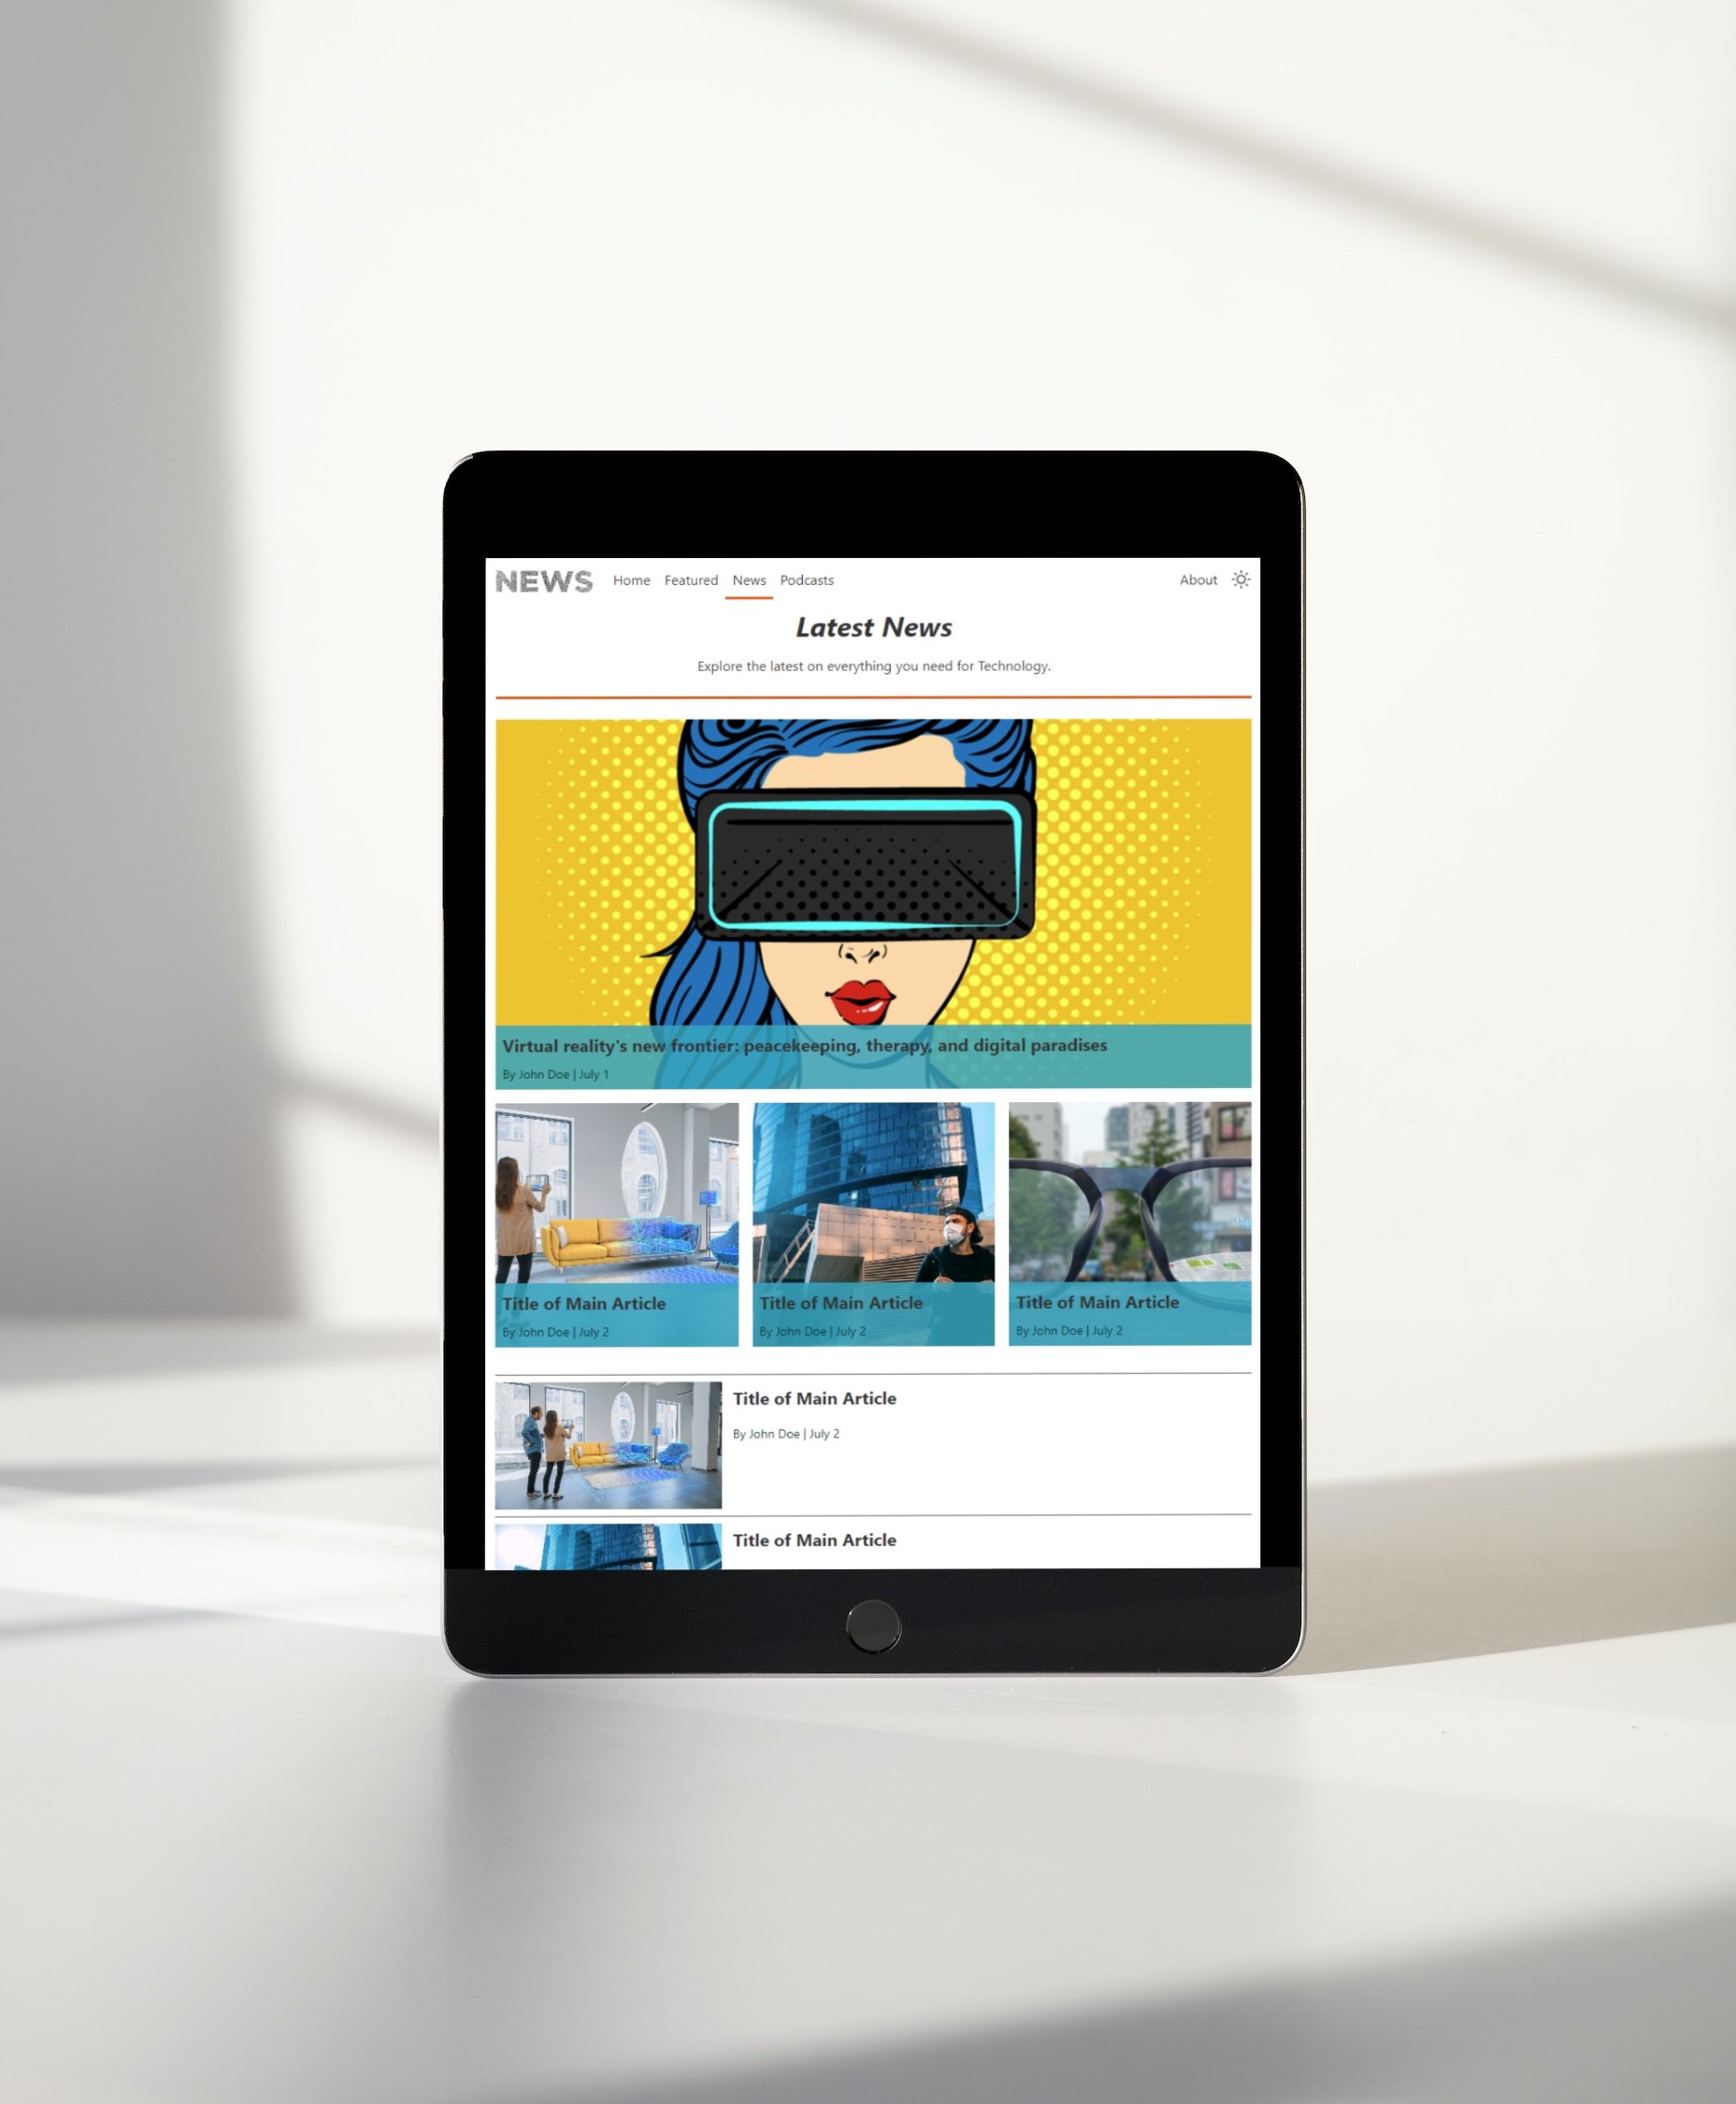 NEWS Home Featured News Podcasts About
Latest News
Explore the latest on everything you need for Technology.
Virtual reality's new frontier: peacekeeping, therapy, and digital paradises
By John Doe | July 1
Title of Main Article
By John Doe | July 2
Title of Main Article
By John Doe | July 2
Title of Main Article
By John Doe | July 2
Title of Main Article
By John Doe | July 2
Title of Main Article